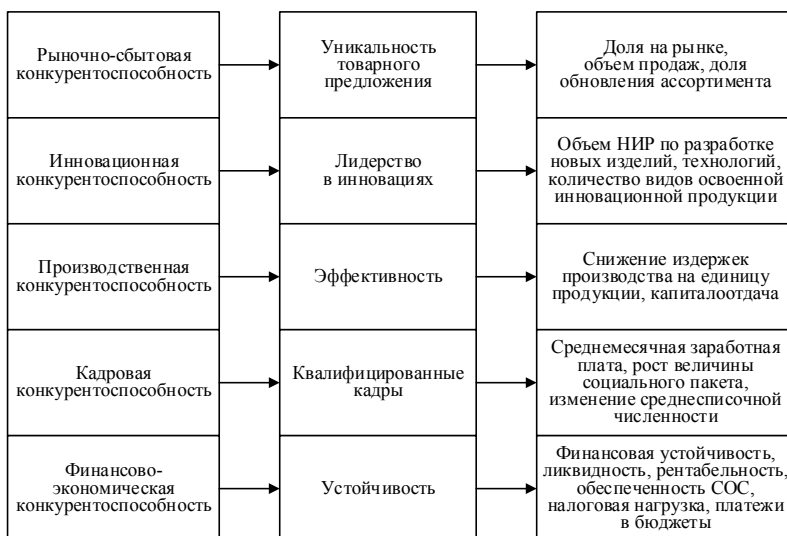 Рыночно-сбытовая
конкурентоспособность
Уникальность
товарного
предложения
Доля на рынке,
объем продаж, доля
обновления ассортимента
Инновационная
конкурентоспособность
Лидерство
в инновациях
Объем НИР по разработке
новых изделий, технологий,
количество видов освоенной
инновационной продукции
Производственная
конкурентоспособность
Эффективность
Снижение издержек
производства на единицу
продукции, капиталоотдача
Кадровая
конкурентоспособность
Квалифицированные
кадры
Среднемесячная заработная
плата, рост величины
социального пакета,
изменение среднесписочной
численности
Финансово-
экономическая
конкурентоспособность
Устойчивость
Финансовая устойчивость,
ликвидность, рентабельность,
обеспеченность СОС,
налоговая нагрузка, платежи
в бюджеты